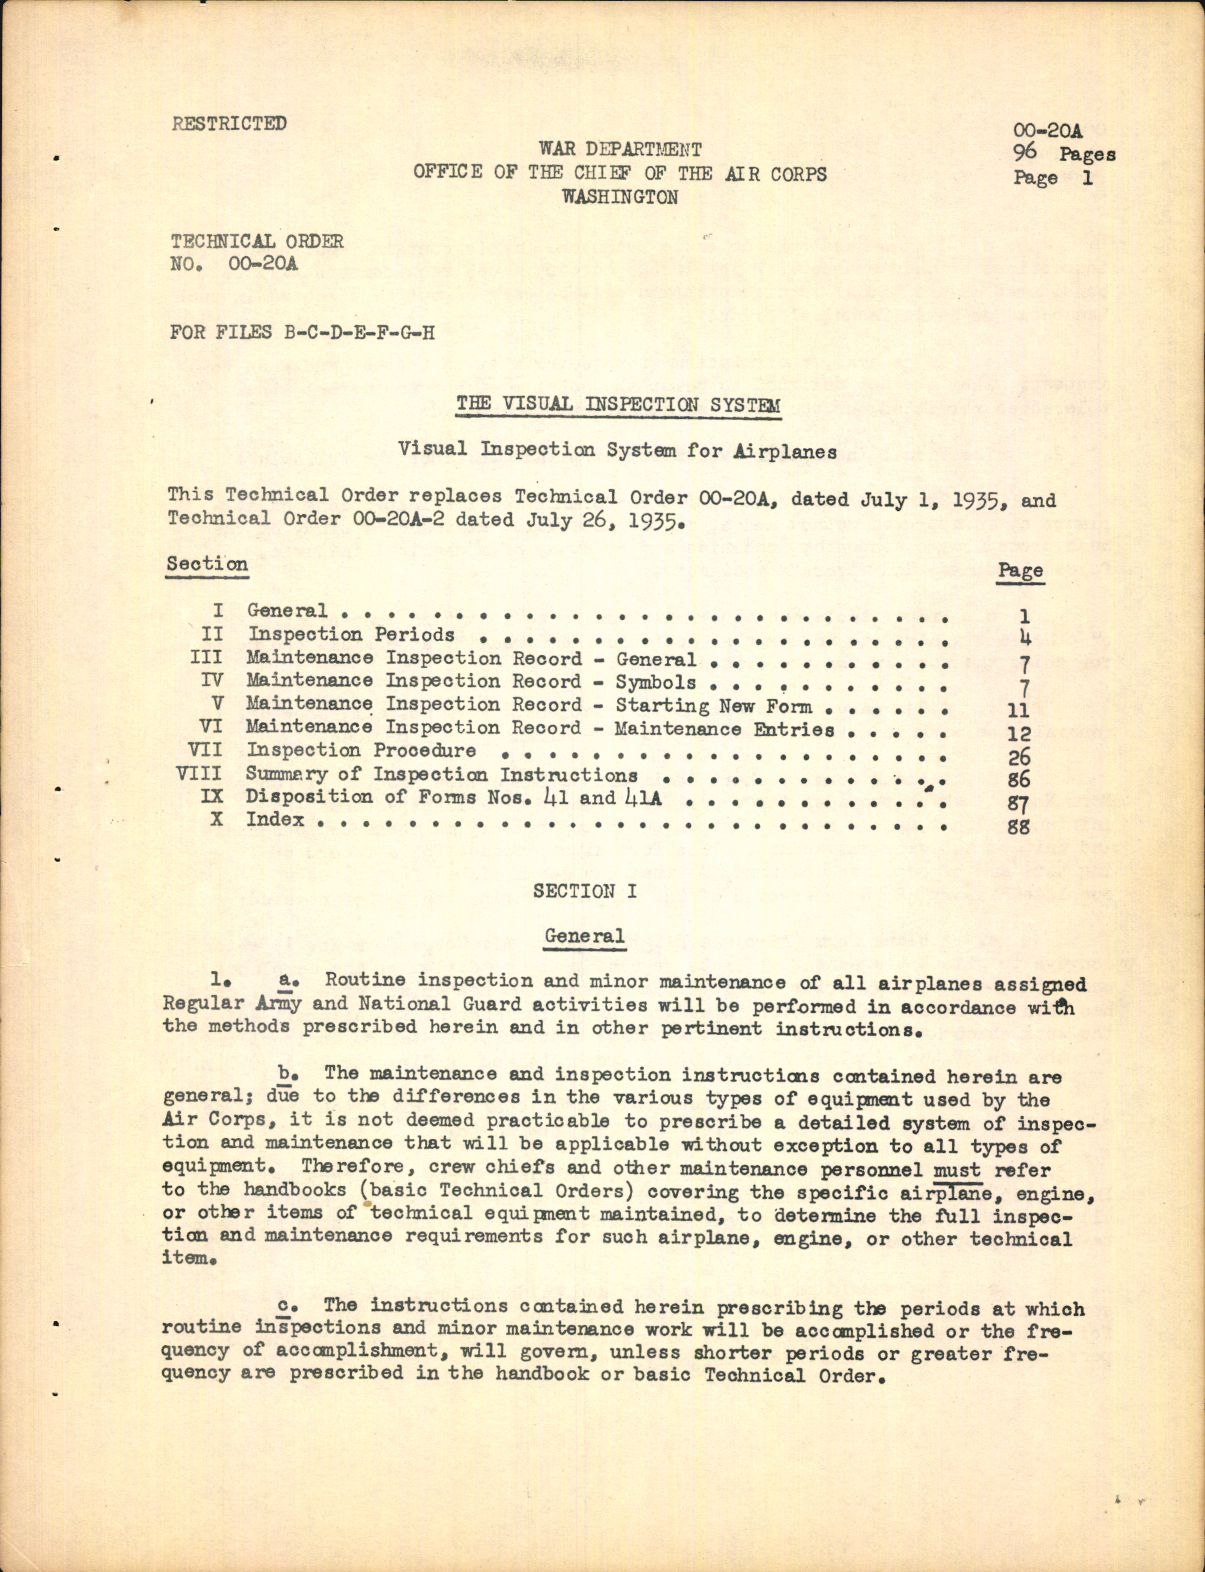 RESTRICTED
00-20A
96 Pages
Page 1
WAR DEPARTMENT
OFFICE OF THE CHIEF OF THE AIR CORPS
WASHINGTON
TECHNICAL ORDER
NO. 00-20A
FOR FILES B-C-D-E-F-G-H
THE VISUAL INSPECTION SYSTEM
Visual Inspection System for Airplanes
This Technical Order replaces Technical Order 00-20A, dated July 1, 1935, and
Technical Order 00-20A-2 dated July 26, 1935.
Section Page
I General . . . . . . . . . . . . . . . . . . . . . . . . . . . 1
II Inspection Periods . . . . . . . . . . . . . . . . . . . . . 4
III Maintenance Inspection Record - General . . . . . . . . . . . 7
IV Maintenance Inspection Record - Symbols . . . . . . . . . . . 7
V Maintenance Inspection Record - Starting New Form . . . . . . 11
VI Maintenance Inspection Record - Maintenance Entries . . . . . 12
VII Inspection Procedure . . . . . . . . . . . . . . . . . . . . 26
VIII Summary of Inspection Instructions . . . . . . . . . . . . . 86
IX Disposition of Forms Nos. 41 and 41A . . . . . . . . . . . . 87
X Index . . . . . . . . . . . . . . . . . . . . . . . . . . . . 88
SECTION I
General
1. a. Routine inspection and minor maintenance of all airplanes assigned
Regular Army and National Guard activities will be performed in accordance with
the methods prescribed herein and in other pertinent instructions.
b. The maintenance and inspection instructions contained herein are
general; due to the differences in the various types of equipment used by the
Air Corps, it is not deemed practicable to prescribe a detailed system of inspec-
tion and maintenance that will be applicable without exception to all types of
equipment. Therefore, crew chiefs and other maintenance personnel must refer
to the handbooks (basic Technical Orders) covering the specific airplane, engine,
or other items of technical equipment maintained, to determine the full inspec-
tion and maintenance requirements for such airplane, engine, or other technical
item.
c. The instructions contained herein prescribing the periods at which
routine inspections and minor maintenance work will be accomplished or the fre-
quency of accomplishment, will govern, unless shorter periods or greater fre-
quency are prescribed in the handbook or basic Technical Order.